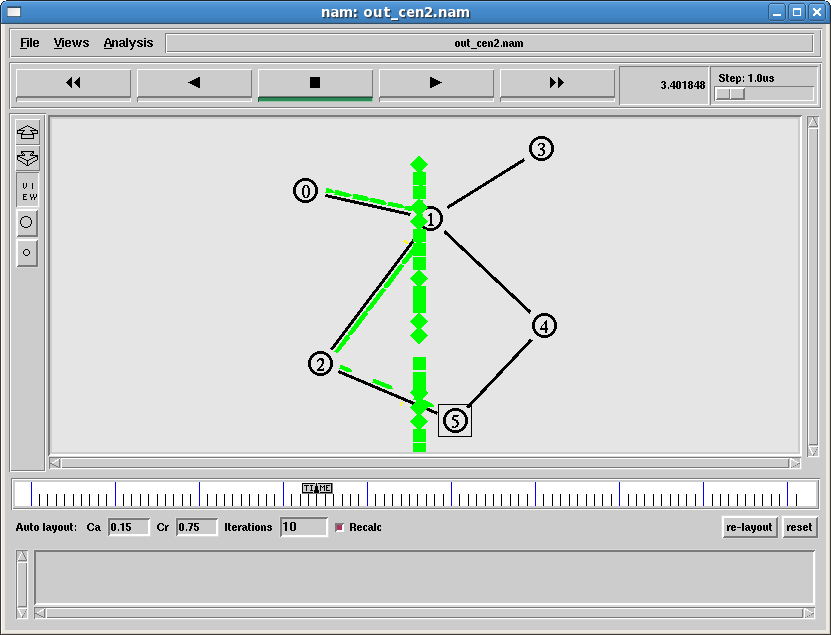 nam: out_cen2.nam
File Views Analysis out_cen2.nam
3.401848 Step: 1.0us
3
0
VIEW
1
4
2
5
TIME
Auto layout: Ca 0.15 Cr 0.75 Iterations 10 Recalc re-layout reset